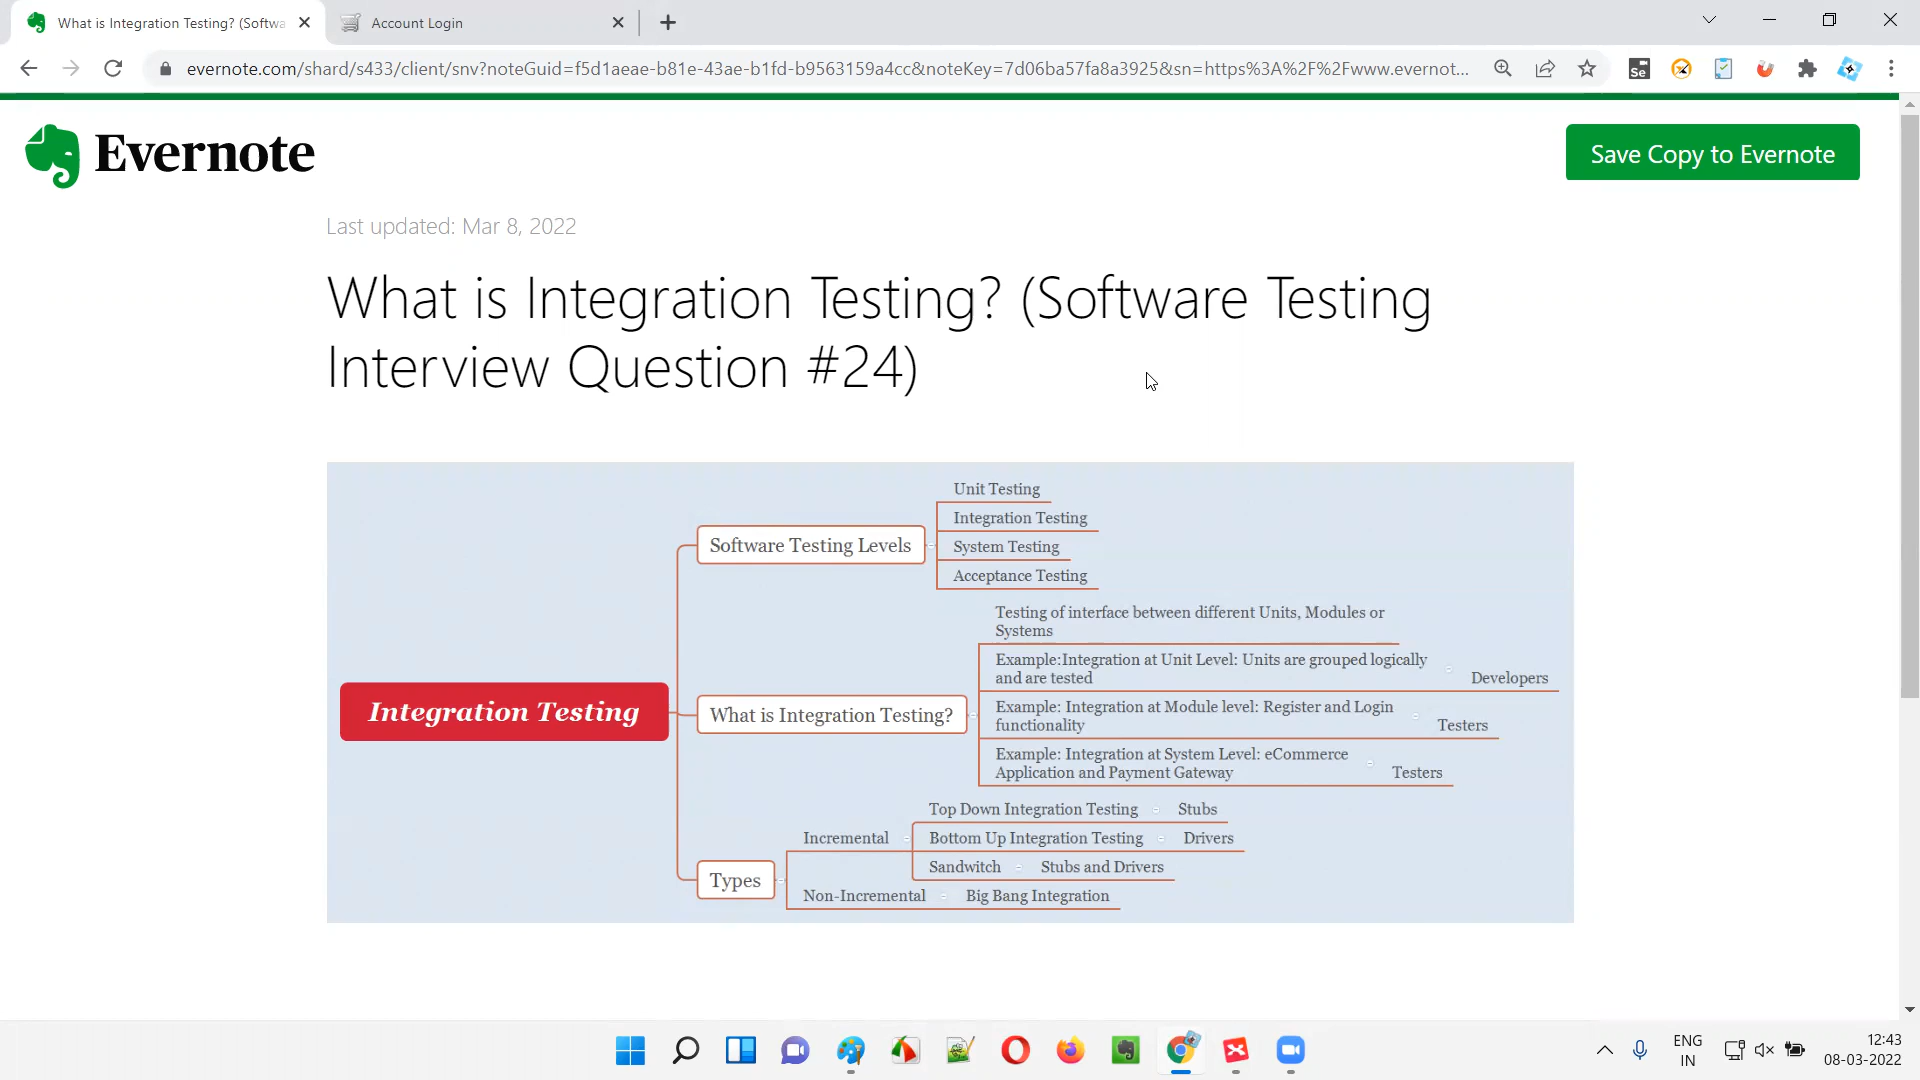 What is Integration Testing? (Softwa
Account Login
evernote.com/shard/s433/client/snv?noteGuid=f5d1aeae-b81e-43ae-b1fd-b9563159a4cc&noteKey=7d06ba57fa8a3925&sn=https%3A%2F%2Fwww.evernot...
Se
Evernote
Save Copy to Evernote
Last updated: Mar 8, 2022
What is Integration Testing? (Software Testing
Interview Question #24)
Unit Testing
Integration Testing
Software Testing Levels
System Testing
Acceptance Testing
Testing of interface between different Units, Modules or
Systems
Example:Integration at Unit Level: Units are grouped logically
and are tested
Developers
Integration Testing
What is Integration Testing?
Example: Integration at Module level: Register and Login
functionality
Testers
Example: Integration at System Level: eCommerce
Application and Payment Gateway
Testers
Top Down Integration Testing
Stubs
Incremental
Bottom Up Integration Testing
Drivers
Sandwitch
Stubs and Drivers
Types
Non-Incremental
Big Bang Integration
ENG
IN
12:43
08-03-2022